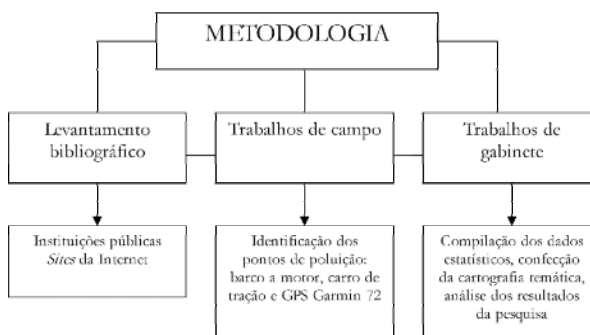 METODOLOGIA
Levantamento
bibliográfico
Trabalhos de campo
Trabalhos de
gabinete
Instituições públicas
Sites da Internet
Identificação dos
pontos de poluição:
barco a motor, carro de
tração e GPS Garmin 72
Compilação dos dados
estatísticos, confecção
da cartografia temática,
análise dos resultados
da pesquisa